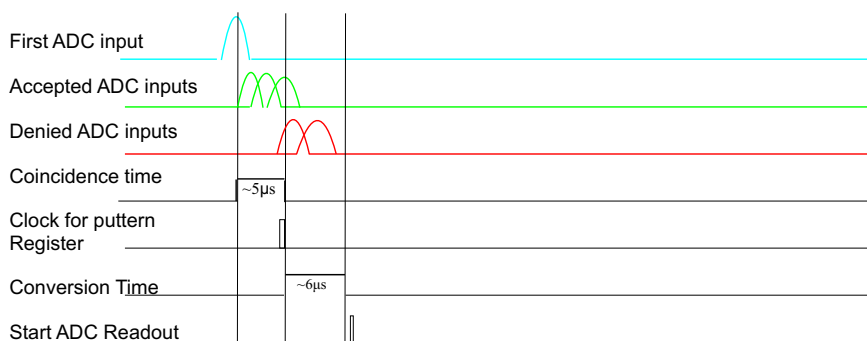 First ADC input
Accepted ADC inputs
Denied ADC inputs
Coincidence time
~5μs
Clock for puttern
Register
~6μs
Conversion Time
Start ADC Readout